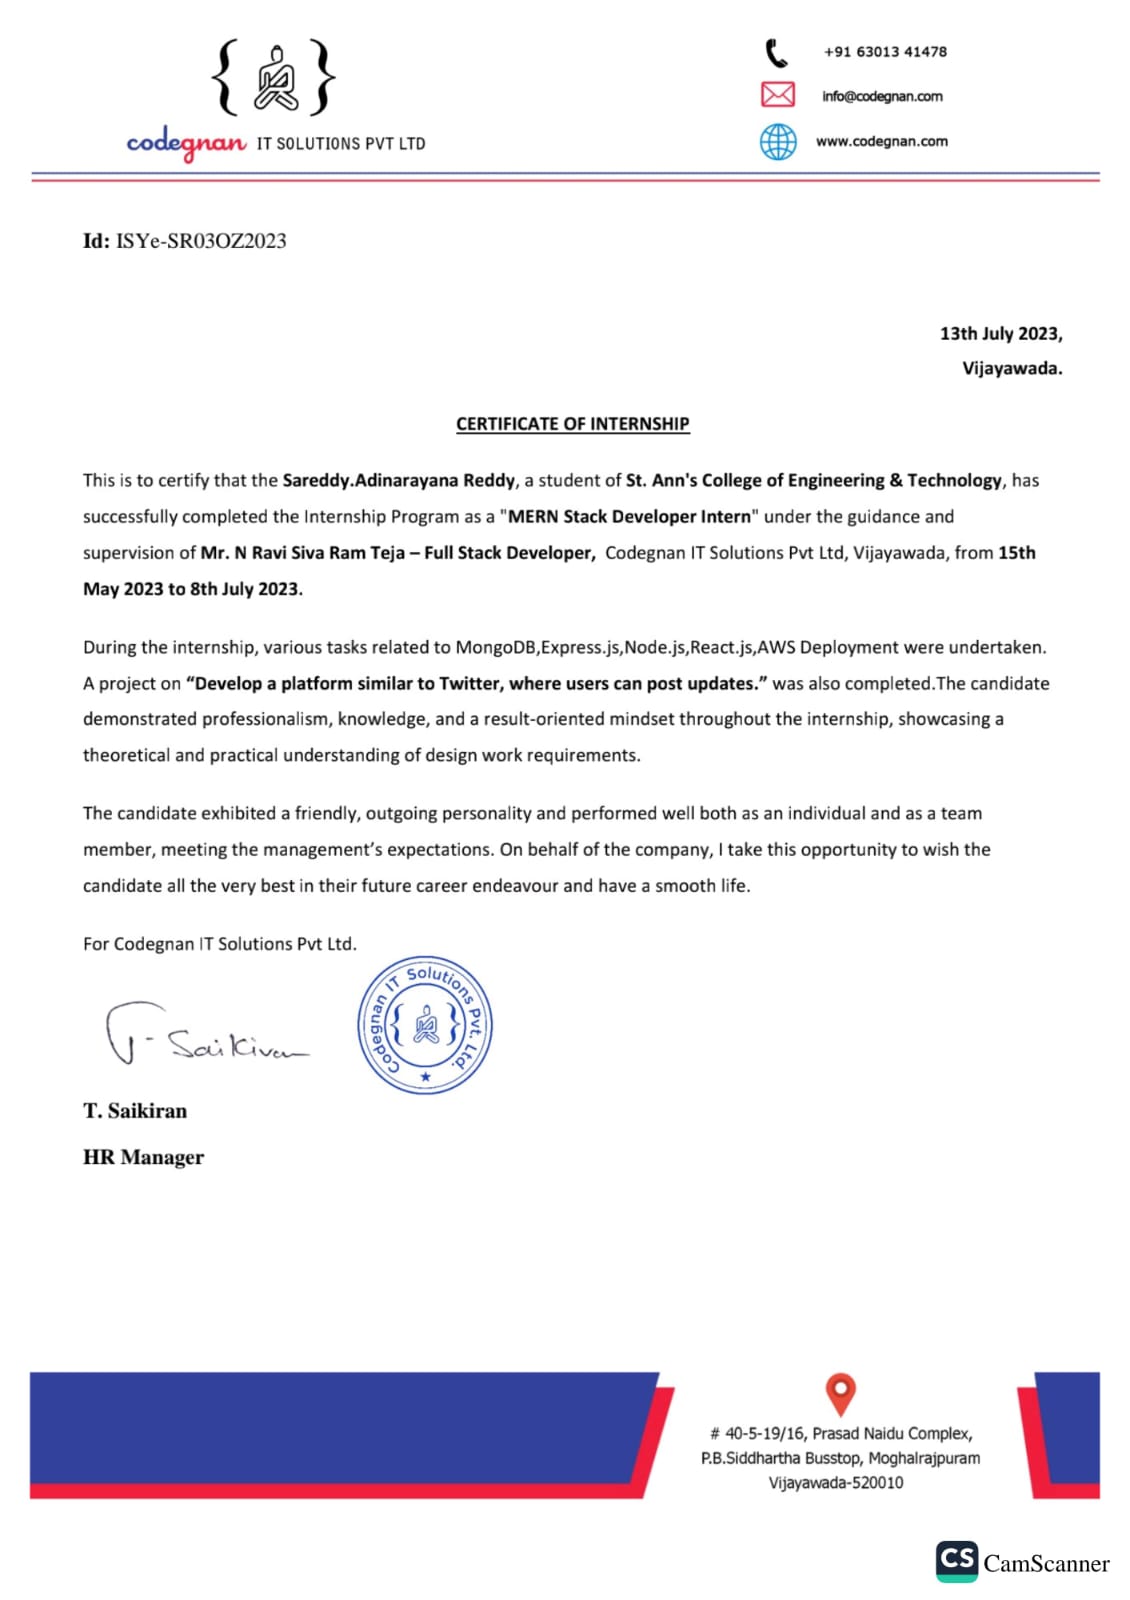 +91 63013 41478
info@codegnan.com
codegnan IT SOLUTIONS PVT LTD
www.codegnan.com
Id: ISYe-SR03OZ2023
13th July 2023,
Vijayawada.
CERTIFICATE OF INTERNSHIP
This is to certify that the Sareddy.Adinarayana Reddy, a student of St. Ann's College of Engineering & Technology, has
successfully completed the Internship Program as a "MERN Stack Developer Intern" under the guidance and
supervision of Mr. N Ravi Siva Ram Teja – Full Stack Developer, Codegnan IT Solutions Pvt Ltd, Vijayawada, from 15th
May 2023 to 8th July 2023.
During the internship, various tasks related to MongoDB,Express.js,Node.js,React.js,AWS Deployment were undertaken.
A project on “Develop a platform similar to Twitter, where users can post updates.” was also completed.The candidate
demonstrated professionalism, knowledge, and a result-oriented mindset throughout the internship, showcasing a
theoretical and practical understanding of design work requirements.
The candidate exhibited a friendly, outgoing personality and performed well both as an individual and as a team
member, meeting the management’s expectations. On behalf of the company, I take this opportunity to wish the
candidate all the very best in their future career endeavour and have a smooth life.
For Codegnan IT Solutions Pvt Ltd.
Codegnan IT Solutions Pvt. Ltd.
T- Saikiran
T. Saikiran
HR Manager
# 40-5-19/16, Prasad Naidu Complex,
P.B.Siddhartha Busstop, Moghalrajpuram
Vijayawada-520010
CS CamScanner